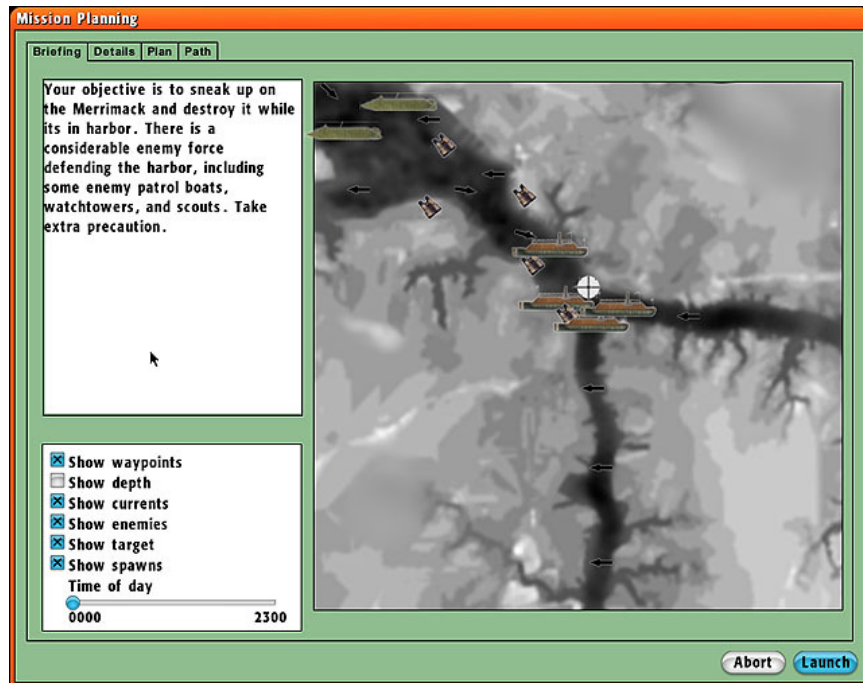 Mission Planning
Briefing Details Plan Path
Your objective is to sneak up on
the Merrimack and destroy it while
its in harbor. There is a
considerable enemy force
defending the harbor, including
some enemy patrol boats,
watchtowers, and scouts. Take
extra precaution.
Show waypoints
Show depth
Show currents
Show enemies
Show target
Show spawns
Time of day
0000 2300
Abort Launch